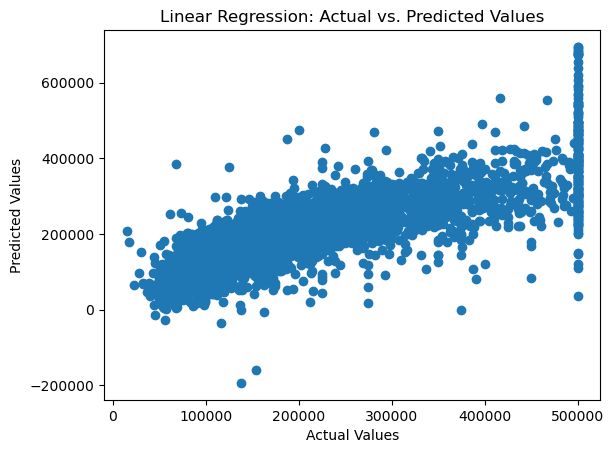 Linear Regression: Actual vs. Predicted Values
Predicted Values
600000
400000
200000
0
−200000
0 100000 200000 300000 400000 500000
Actual Values